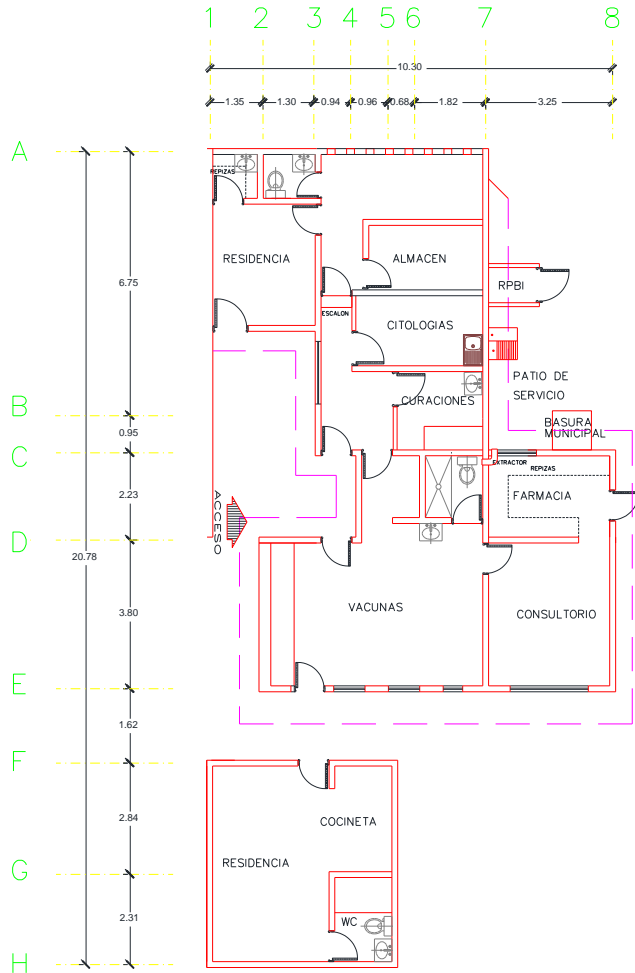 1 2 3 4 5 6 7 8
10.30
1.35 1.30 0.94 0.96 0.68 1.82 3.25
A
REPIZAS
RESIDENCIA
ALMACEN
6.75
RPBI
ESCALON
CITOLOGIAS
PATIO DE
SERVICIO
CURACIONES
B
BASURA
MUNICIPAL
0.95
C
EXTRACTOR
REPIZAS
2.23
FARMACIA
ACCESO
D
20.78
3.80
VACUNAS
CONSULTORIO
E
1.62
F
2.84
COCINETA
RESIDENCIA
G
2.31
WC
H